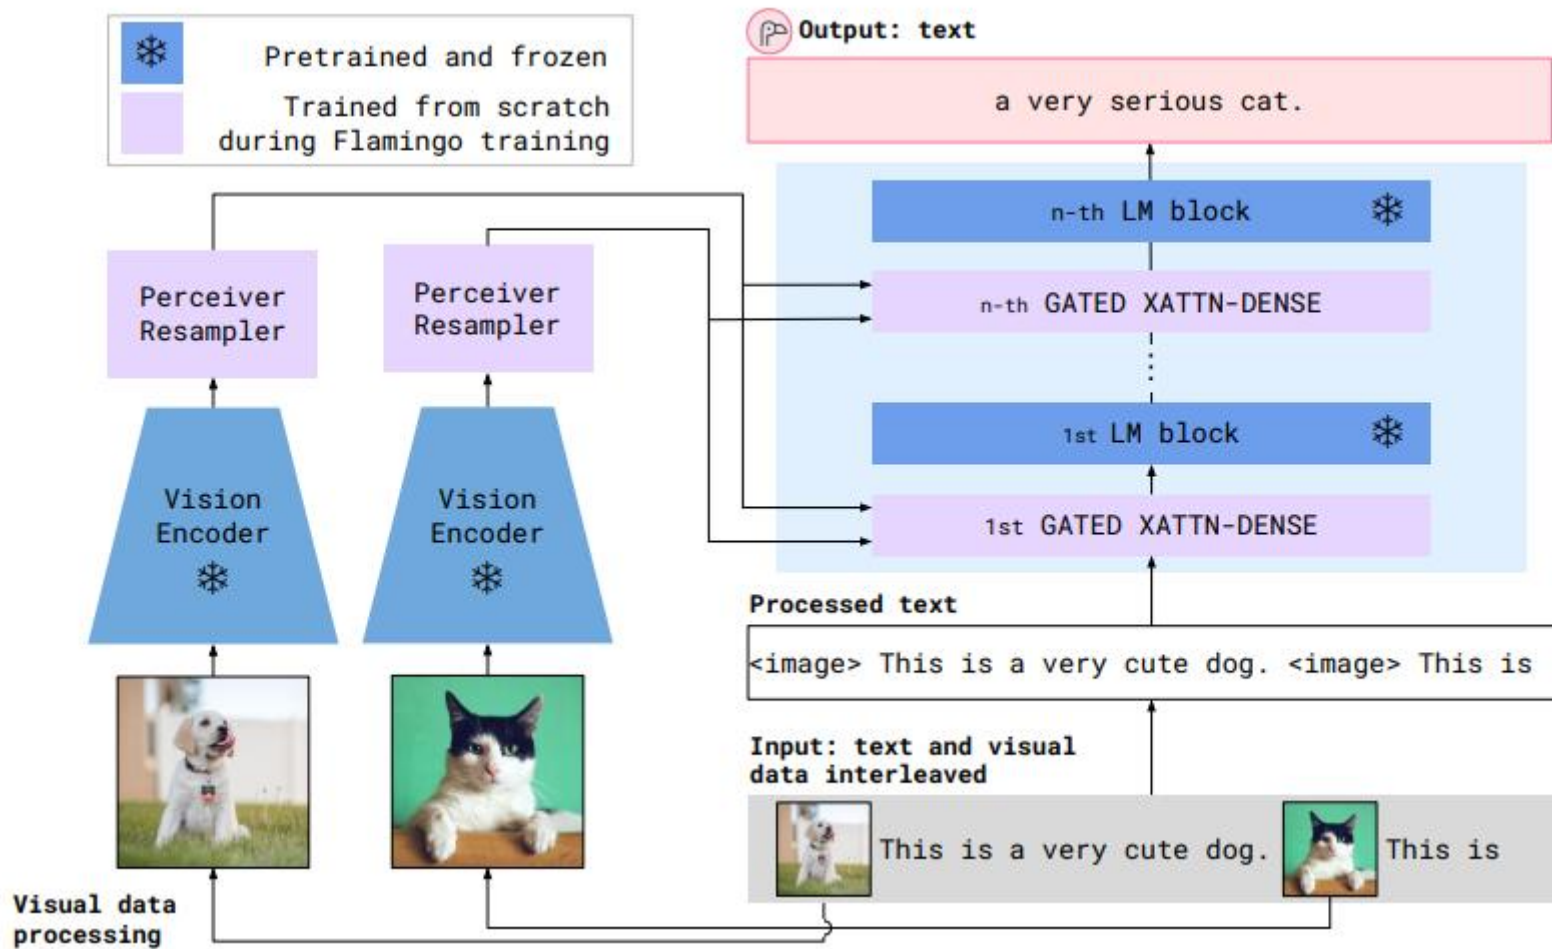 Pretrained and frozen
Trained from scratch
during Flamingo training
Output: text
a very serious cat.
n-th LM block
n-th GATED XATTN-DENSE
1st LM block
1st GATED XATTN-DENSE
Perceiver
Resampler
Perceiver
Resampler
Vision
Encoder
Vision
Encoder
Processed text
<image> This is a very cute dog. <image> This is
Input: text and visual
data interleaved
This is a very cute dog.
This is
Visual data
processing